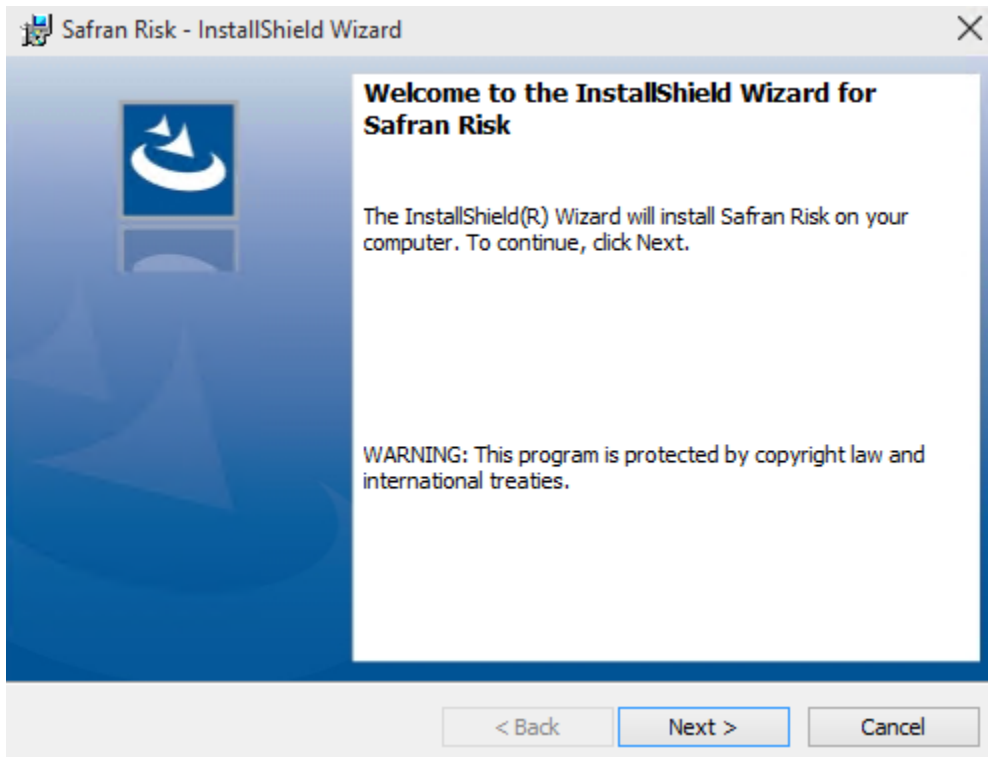 Safran Risk - InstallShield Wizard
Welcome to the InstallShield Wizard for
Safran Risk
The InstallShield(R) Wizard will install Safran Risk on your
computer. To continue, click Next.
WARNING: This program is protected by copyright law and
international treaties.
< Back Next > Cancel